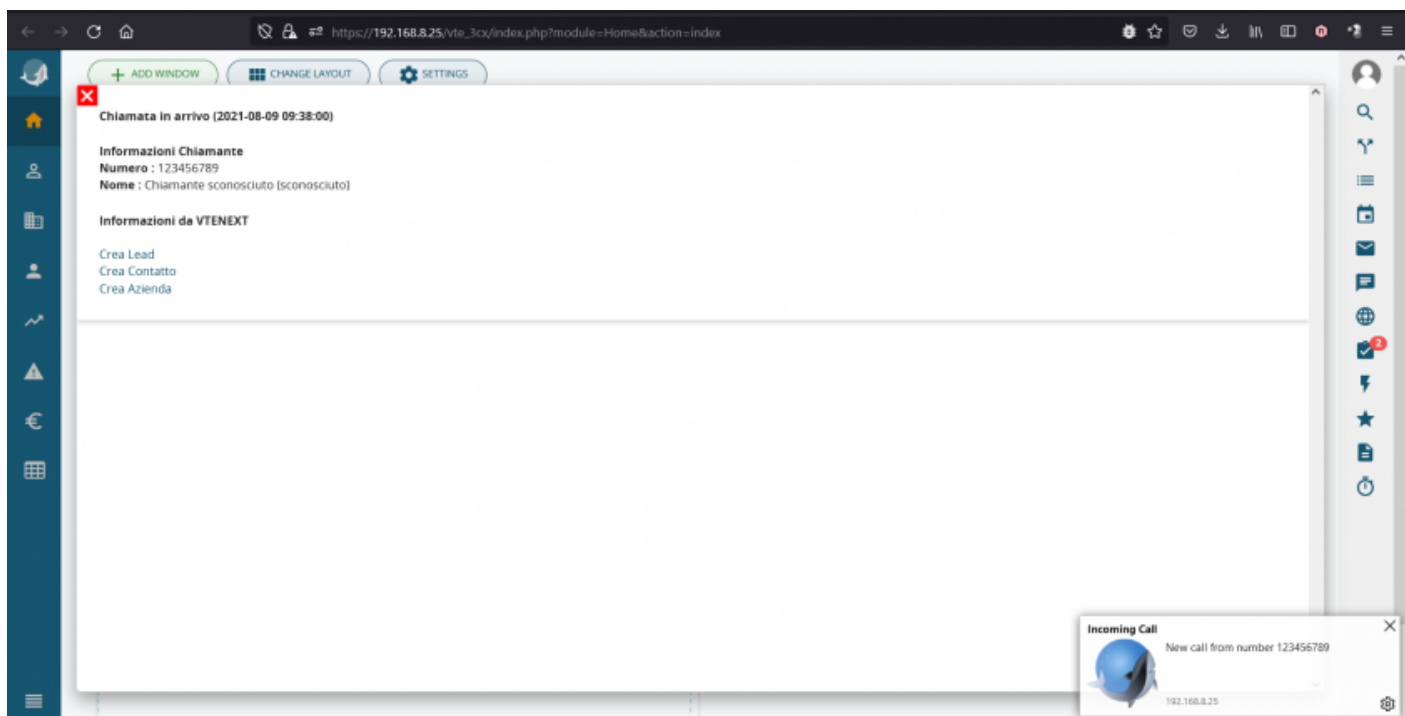 https://192.168.8.25/vte_3cx/index.php?module=Home&action=index
ADD WINDOW
CHANGE LAYOUT
SETTINGS
Chiamata in arrivo (2021-08-09 09:38:00)
Informazioni Chiamante
Numero : 123456789
Nome : Chiamante sconosciuto (sconosciuto)
Informazioni da VTENEXT
Crea Lead
Crea Contatto
Crea Azienda
2
Incoming Call
New call from number 123456789
192.168.8.25